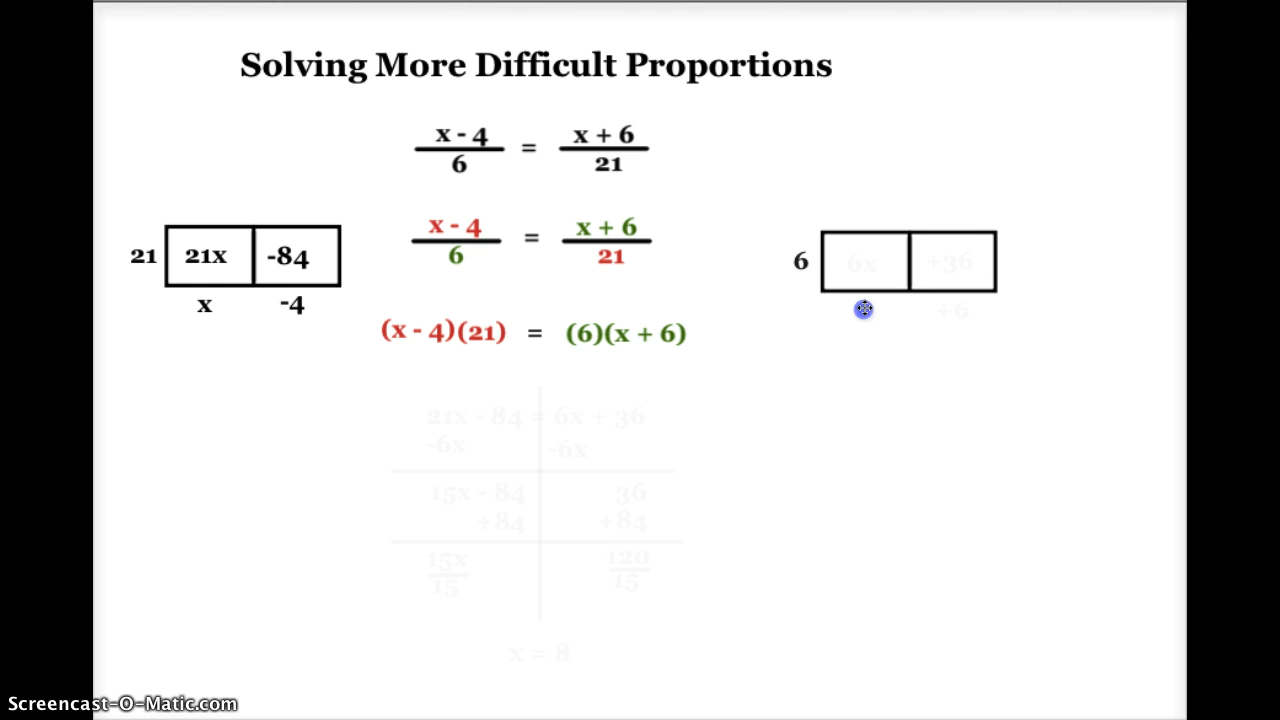 Solving More Difficult Proportions
x - 4 = x + 6
6 21
x - 4 = x + 6
6 21
21 21x -84
x -4
6 6x +36
+6
(x - 4)(21) = (6)(x + 6)
21x - 84 = 6x + 36
-6x -6x
15x - 84 36
+84 +84
15x 120
15 15
x = 8
Screencast-O-Matic.com